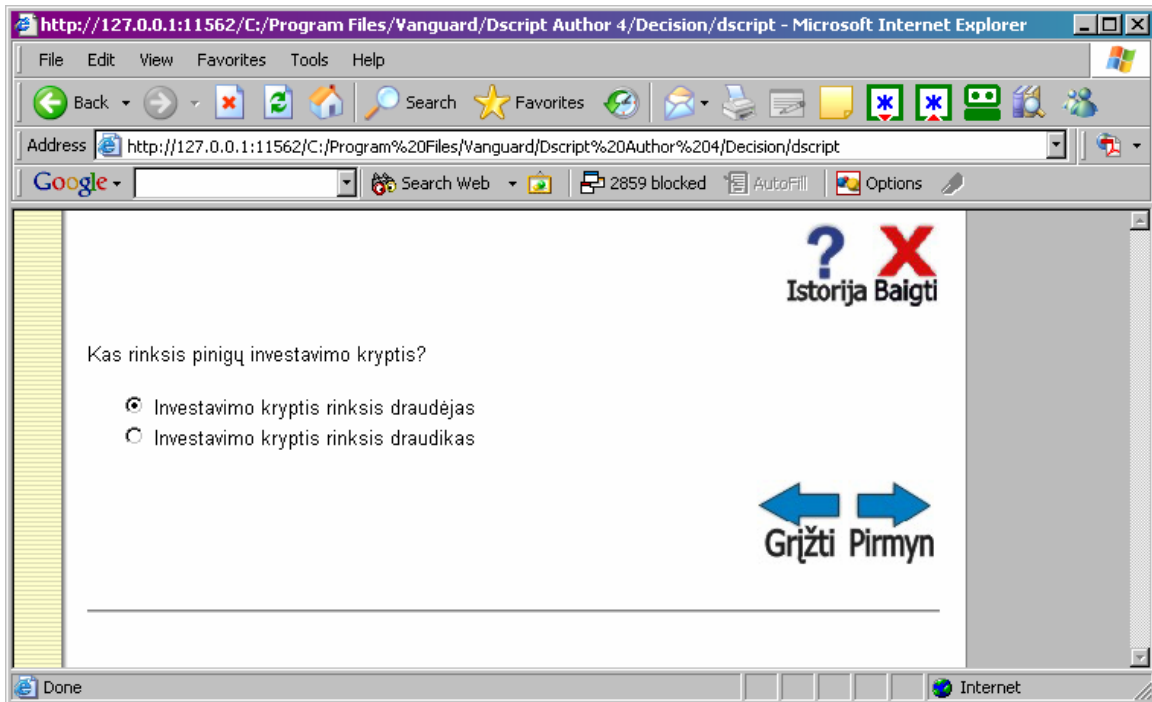 http://127.0.0.1:11562/C:/Program Files/Vanguard/Dscript Author 4/Decision/dscript - Microsoft Internet Explorer
File Edit View Favorites Tools Help
Back Search Favorites
Address http://127.0.0.1:11562/C:/Program%20Files/Vanguard/Dscript%20Author%204/Decision/dscript
Google Search Web 2859 blocked AutoFill Options
? X
Istorija Baigti
Kas rinksis pinigų investavimo kryptis?
Investavimo kryptis rinksis draudėjas
Investavimo kryptis rinksis draudikas
Grįžti Pirmyn
Done Internet